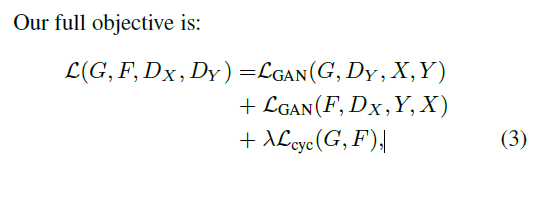 Our full objective is:
ℒ(G, F, D_X, D_Y) =ℒ_GAN(G, D_Y, X, Y)
+ ℒ_GAN(F, D_X, Y, X)
+ λℒ_cyc(G, F), (3)